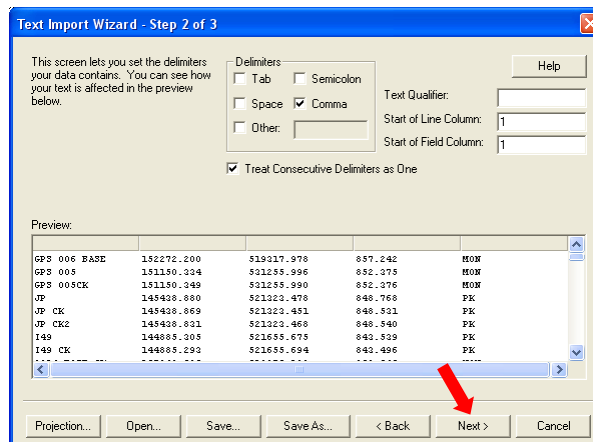 Text Import Wizard - Step 2 of 3
This screen lets you set the delimiters
your data contains. You can see how
your text is affected in the preview
below.
Delimiters
Tab Semicolon
Space Comma
Other:
Help
Text Qualifier:
Start of Line Column: 1
Start of Field Column: 1
Treat Consecutive Delimiters as One
Preview:
GPS 006 BASE 152272.200 519317.978 857.242 MON
GPS 005 151150.334 531255.996 852.375 MON
GPS 005CK 151150.349 531255.990 852.376 MON
JP 145438.880 521323.478 848.768 PK
JP CK 145438.869 521323.451 848.531 PK
JP CK2 145438.831 521323.468 848.540 PK
I49 144885.305 521655.675 843.539 PK
I49 CK 144885.293 521655.694 843.496 PK
Projection... Open... Save... Save As... < Back Next > Cancel